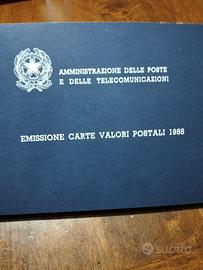 AMMINISTRAZIONE DELLE POSTE
E DELLE TELECOMUNICAZIONI
EMISSIONE CARTE VALORI POSTALI 1988
subito